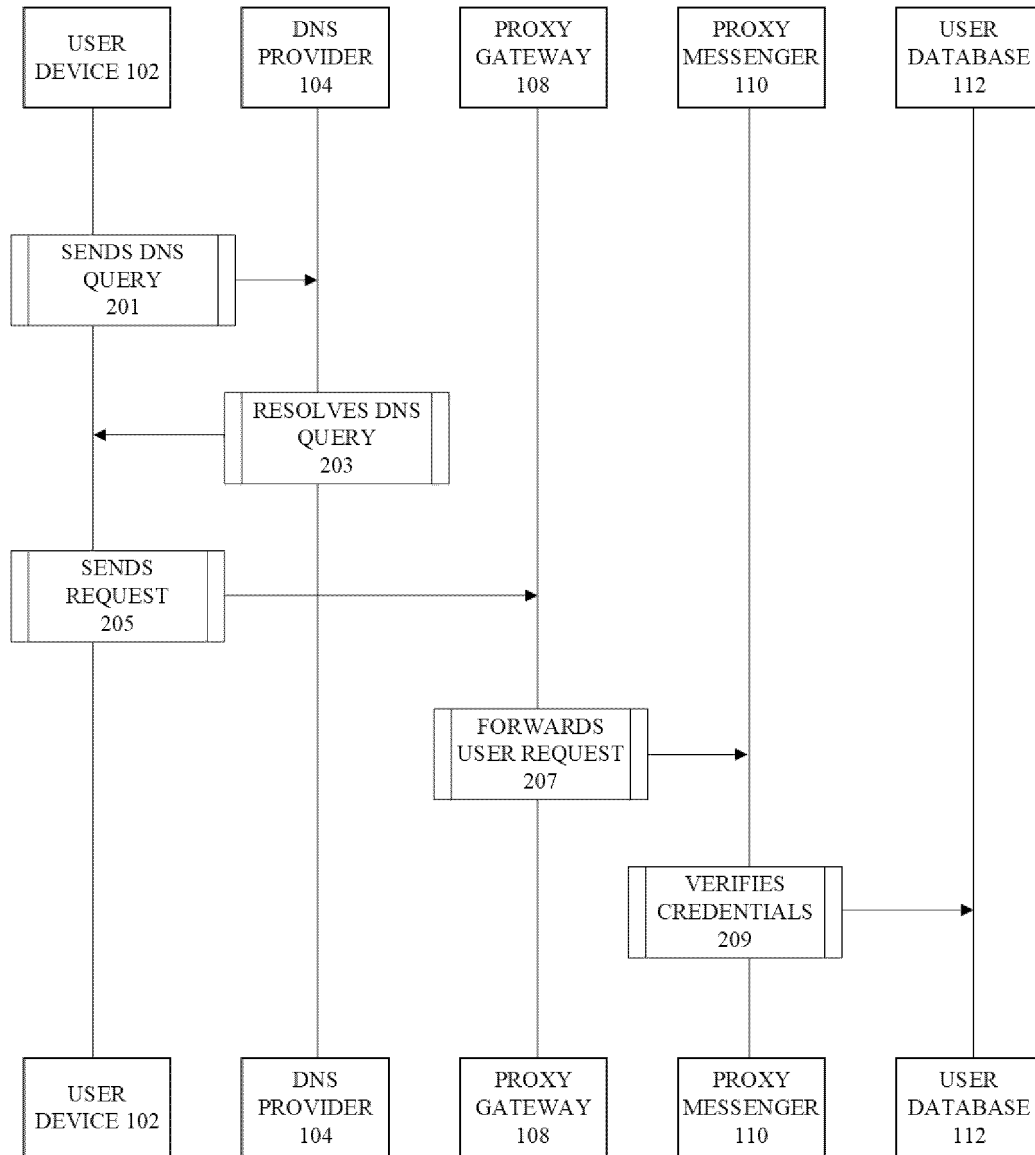 USER
DEVICE 102
DNS
PROVIDER
104
PROXY
GATEWAY
108
PROXY
MESSENGER
110
USER
DATABASE
112
SENDS DNS
QUERY
201
RESOLVES DNS
QUERY
203
SENDS
REQUEST
205
FORWARDS
USER REQUEST
207
VERIFIES
CREDENTIALS
209
USER
DEVICE 102
DNS
PROVIDER
104
PROXY
GATEWAY
108
PROXY
MESSENGER
110
USER
DATABASE
112